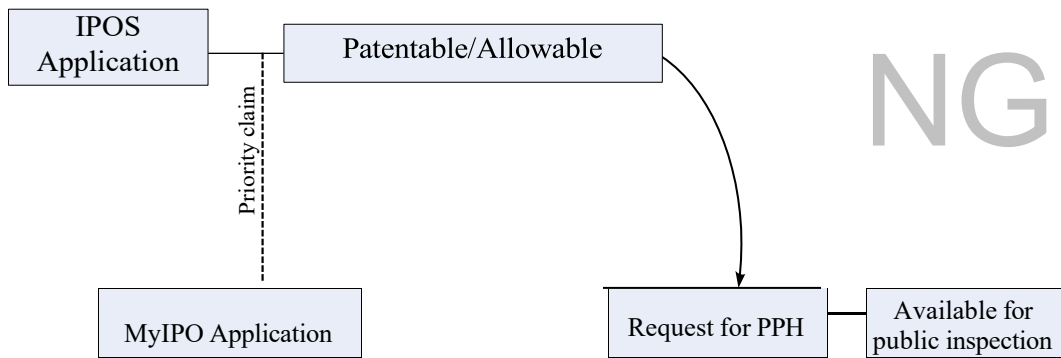 IPOS
Application
Patentable/Allowable
NG
Priority claim
MyIPO Application
Request for PPH
Available for
public inspection